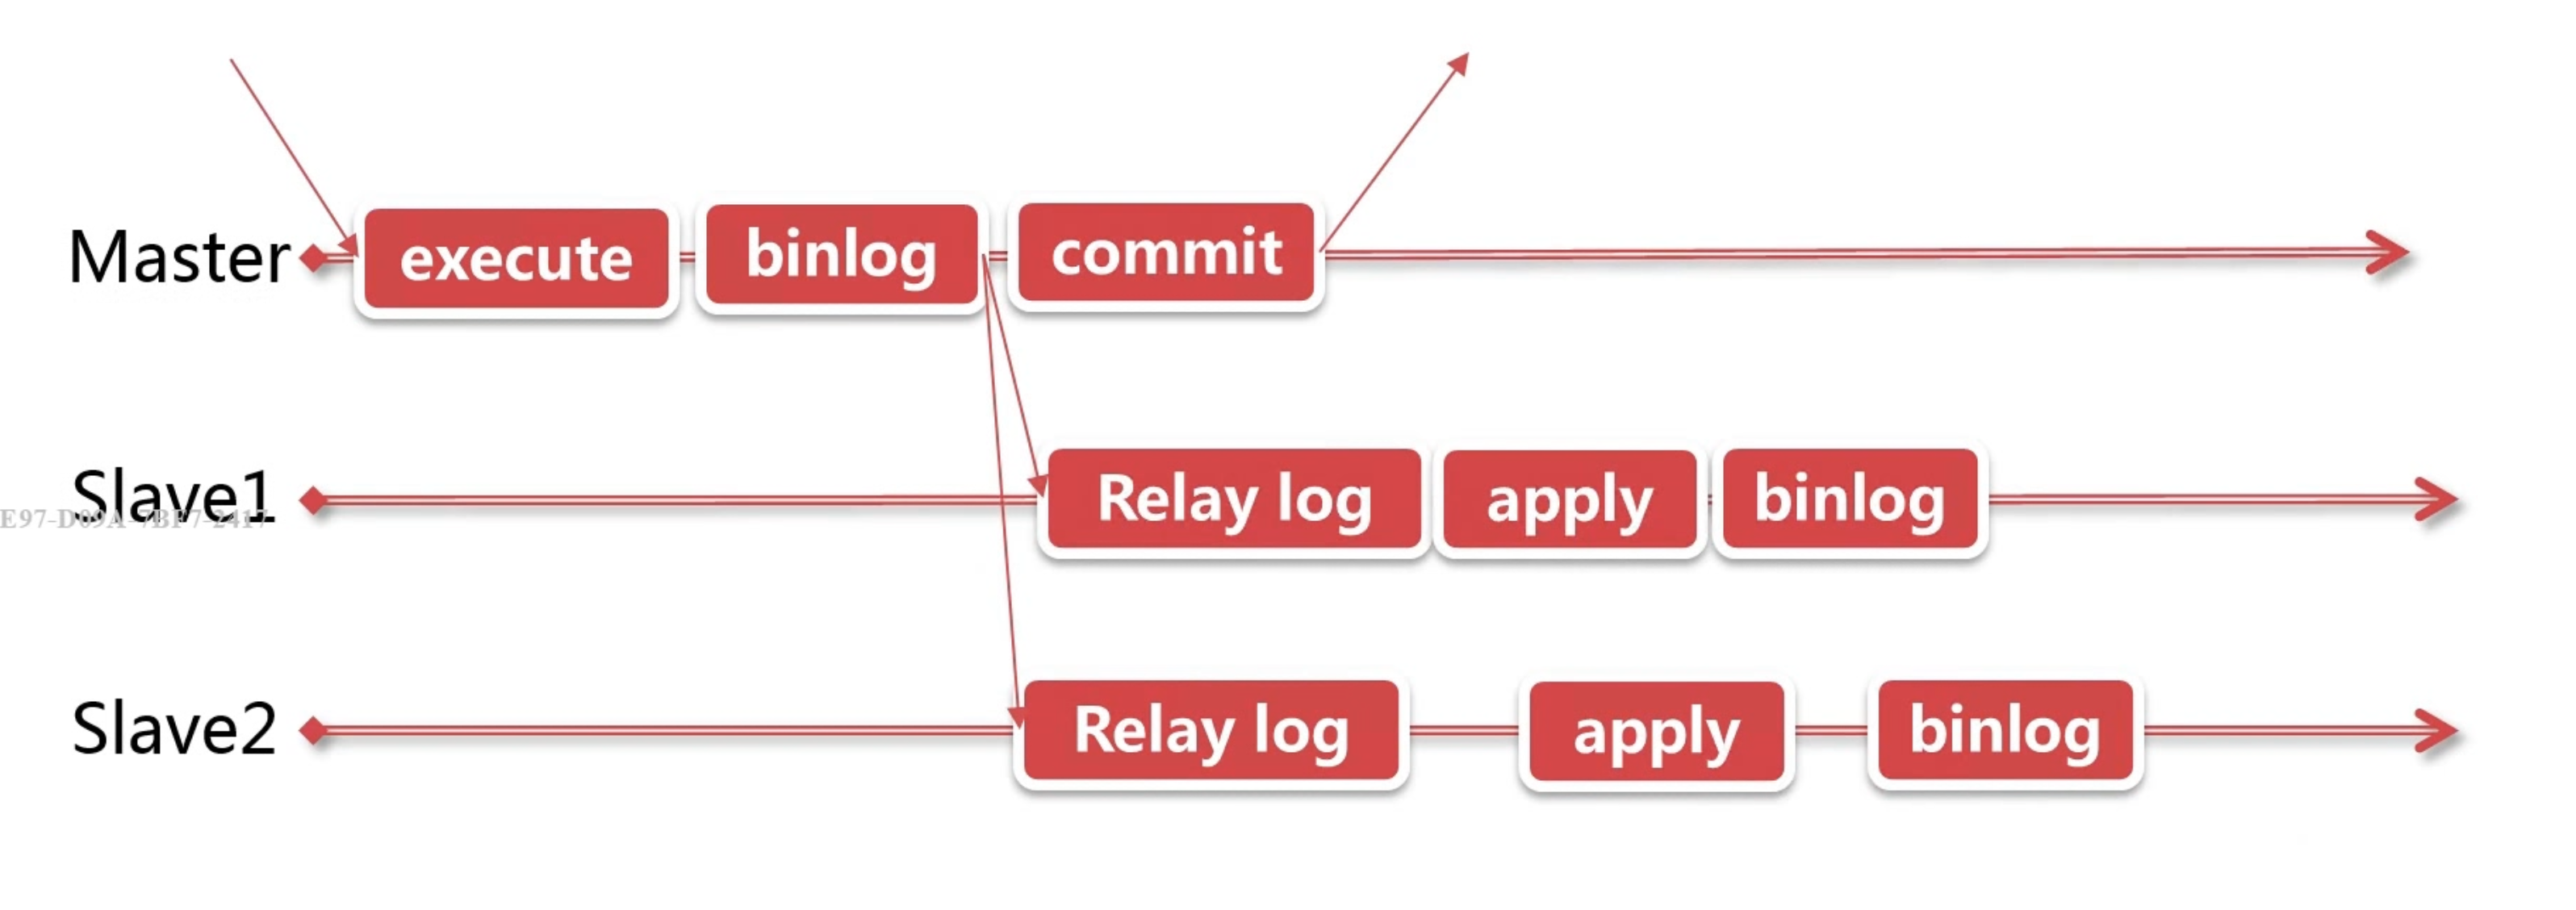 Master execute binlog commit
Slave1 Relay log apply binlog
E97-D09A-7BF7-2417
Slave2 Relay log apply binlog